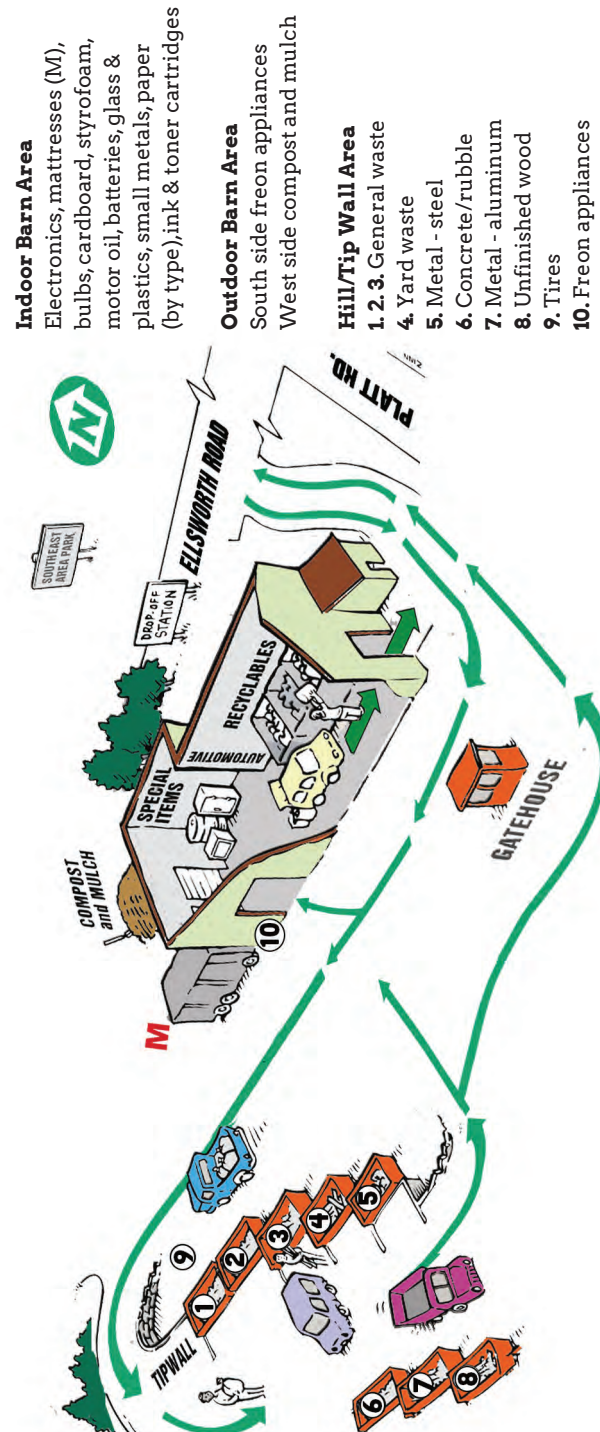 Indoor Barn Area
Electronics, mattresses (M),
bulbs, cardboard, styrofoam,
motor oil, batteries, glass &
plastics, small metals, paper
(by type), ink & toner cartridges
Outdoor Barn Area
South side freon appliances
West side compost and mulch
Hill/Tip Wall Area
1. 2. 3. General waste
4. Yard waste
5. Metal - steel
6. Concrete/rubble
7. Metal - aluminum
8. Unfinished wood
9. Tires
10. Freon appliances
N
SOUTHEAST
AREA PARK
ELLSWORTH ROAD
PLATT RD.
ZINN
DROP-OFF
STATION
COMPOST
and MULCH
SPECIAL
ITEMS
AUTOMOTIVE
RECYCLABLES
M
10
GATEHOUSE
TIPWALL
9
1
2
3
4
5
6
7
8